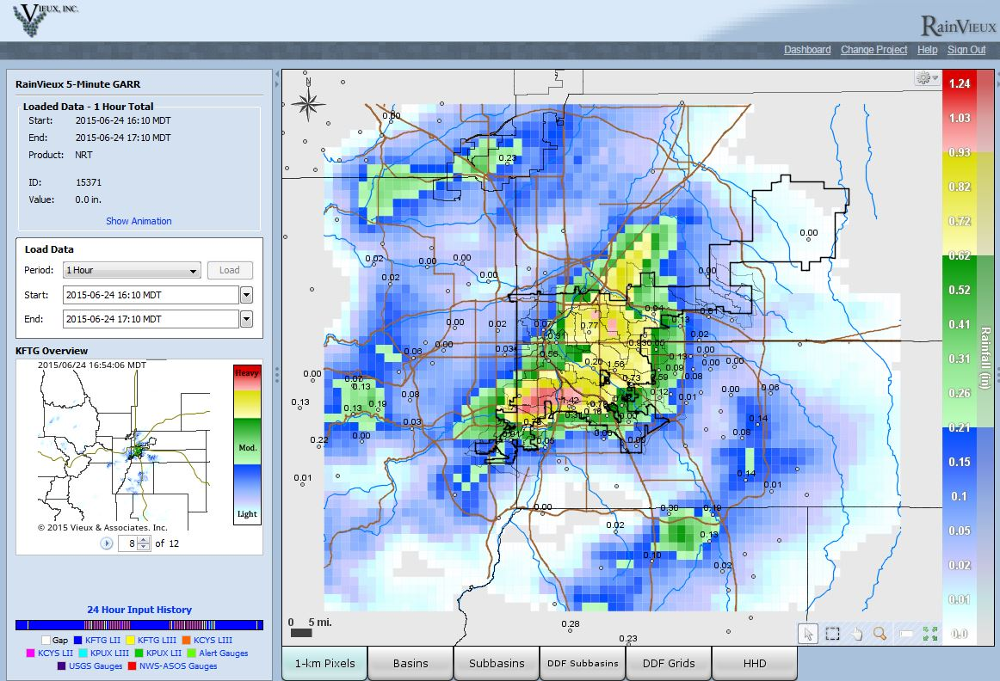 VIEUX, INC.
RAINVIEUX
Dashboard Change Project Help Sign Out
RainVieux 5-Minute GARR
Loaded Data - 1 Hour Total
Start: 2015-06-24 16:10 MDT
End: 2015-06-24 17:10 MDT
Product: NRT
ID: 15371
Value: 0.0 in.
Show Animation
Load Data
Period: 1 Hour Load
Start: 2015-06-24 16:10 MDT
End: 2015-06-24 17:10 MDT
KFTG Overview
2015/06/24 16:54:06 MDT
Heavy
Mod.
Light
© 2015 Vieux & Associates, Inc.
8 of 12
24 Hour Input History
Gap KFTG LII KFTG LIII KCYS LIII
KCYS LII KPUX LIII KPUX LII Alert Gauges
USGS Gauges NWS-ASOS Gauges
N
0.00
0.23
0.00
0.02
0.00
0.00
0.02
0.00
0.00
0.94
0.00
0.02
0.07
0.77
0.13
0.02
0.06
0.00
0.03
0.56
0.20
1.56
0.13
0.00
0.00
0.00
0.09
0.08
0.00
0.07
0.13
0.73
0.59
0.13
0.13
0.19
0.08
1.42
0.12
0.01
0.00
0.06
0.03
0.14
0.22
0.00
0.05
0.08
0.01
0.14
0.01
0.00
0.02
0.30
0.19
0.13
0.10
0.02
0.28
0.23
0 5 mi.
1.24
1.03
0.93
0.82
0.72
0.62
0.52
0.41
0.31
0.26
0.21
0.15
0.1
0.05
0.02
0.01
0.0
Rainfall (in)
1-km Pixels Basins Subbasins DDF Subbasins DDF Grids HHD